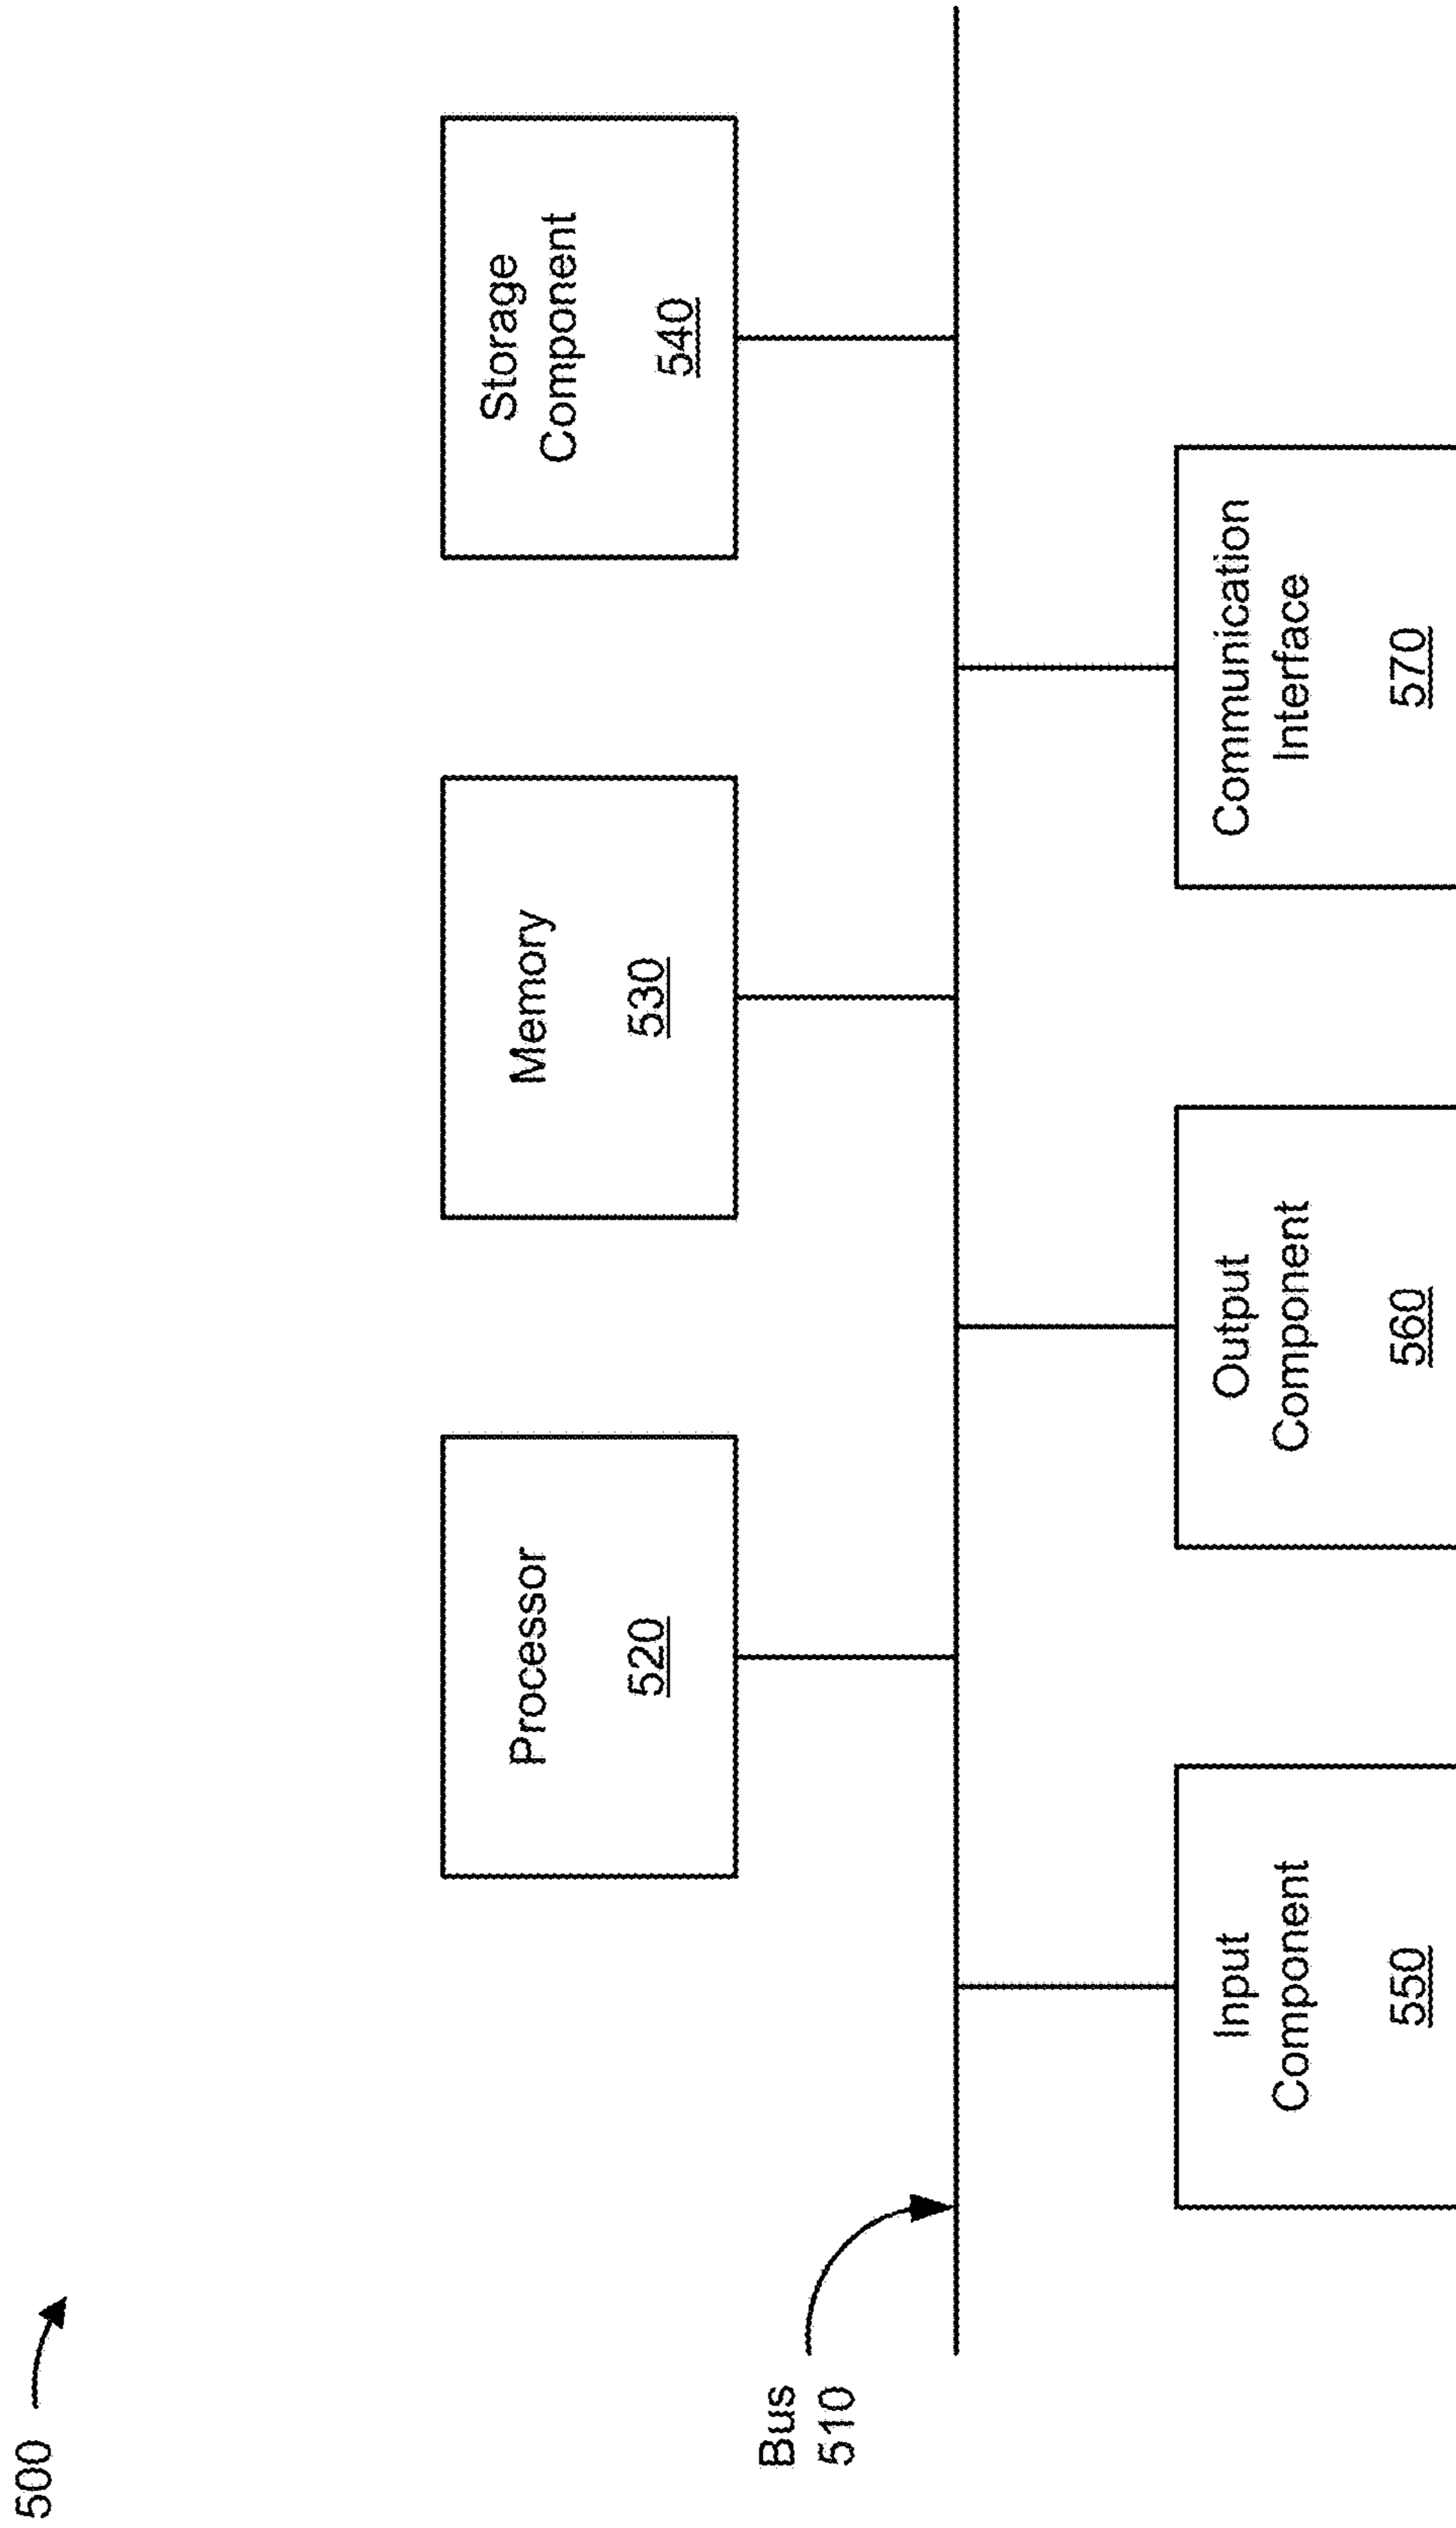 500
Processor
520
Memory
530
Storage
Component
540
Bus
510
Input
Component
550
Output
Component
560
Communication
Interface
570